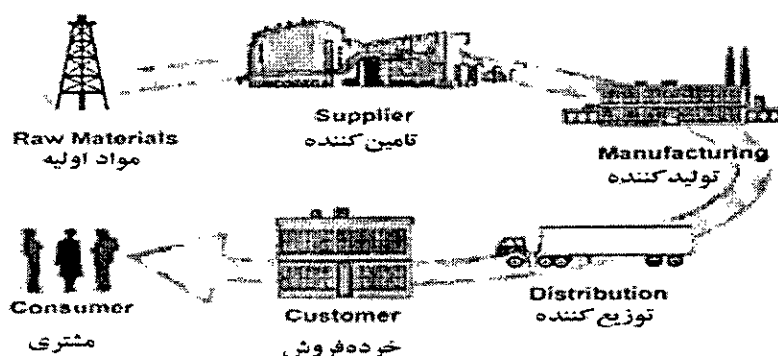 Raw Materials
مواد اولیه
Supplier
تامین کننده
Manufacturing
تولید کننده
Consumer
مشتری
Customer
خرده فروش
Distribution
توزیع کننده